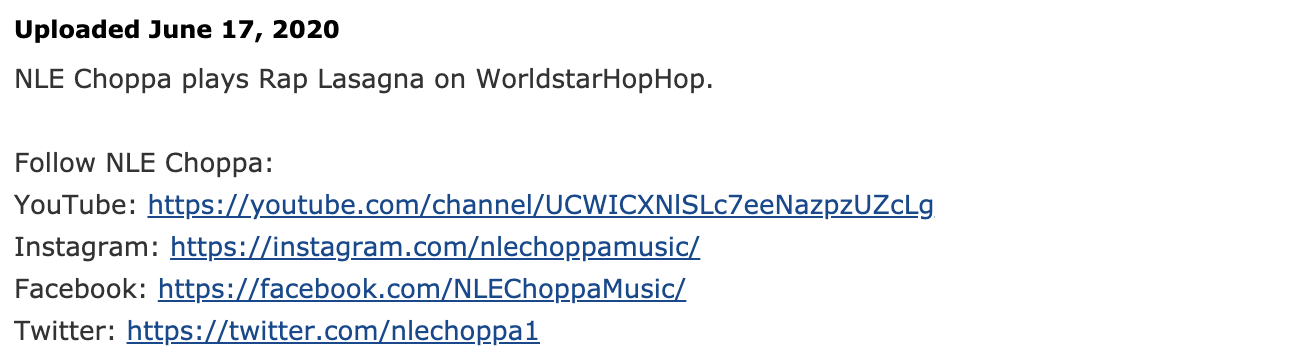 Uploaded June 17, 2020
NLE Choppa plays Rap Lasagna on WorldstarHopHop.
Follow NLE Choppa:
YouTube: https://youtube.com/channel/UCWICXNlSLc7eeNazpzUZcLg
Instagram: https://instagram.com/nlechoppamusic/
Facebook: https://facebook.com/NLEChoppaMusic/
Twitter: https://twitter.com/nlechoppa1